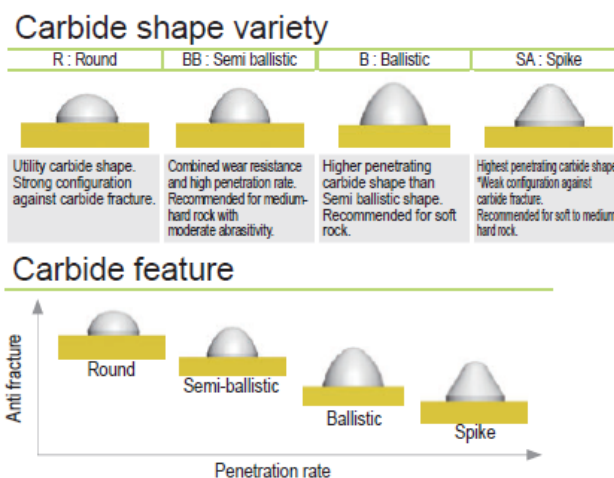 Carbide shape variety
R : Round
BB : Semi ballistic
B : Ballistic
SA : Spike
Utility carbide shape.
Strong configuration
against carbide fracture.
Combined wear resistance
and high penetration rate.
Recommended for medium-
hard rock with
moderate abrasitivity.
Higher penetrating
carbide shape than
Semi ballistic shape.
Recommended for soft
rock.
Highest penetrating carbide shape
*Weak configuration against
carbide fracture.
Recommended for soft to medium
hard rock.
Carbide feature
Anti fracture
Round
Semi-ballistic
Ballistic
Spike
Penetration rate